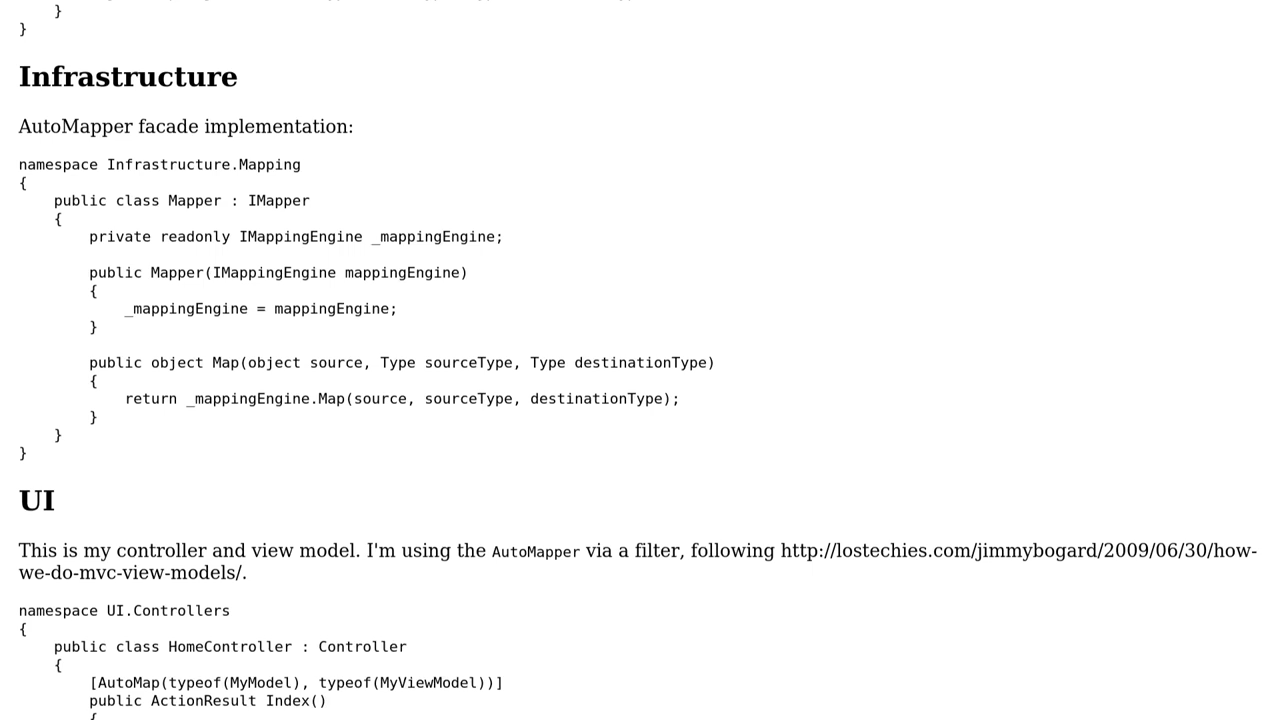 }
}
Infrastructure
AutoMapper facade implementation:
namespace Infrastructure.Mapping
{
    public class Mapper : IMapper
    {
        private readonly IMappingEngine _mappingEngine;

        public Mapper(IMappingEngine mappingEngine)
        {
            _mappingEngine = mappingEngine;
        }

        public object Map(object source, Type sourceType, Type destinationType)
        {
            return _mappingEngine.Map(source, sourceType, destinationType);
        }
    }
}
UI
This is my controller and view model. I'm using the AutoMapper via a filter, following http://lostechies.com/jimmybogard/2009/06/30/how-
we-do-mvc-view-models/.
namespace UI.Controllers
{
    public class HomeController : Controller
    {
        [AutoMap(typeof(MyModel), typeof(MyViewModel))]
        public ActionResult Index()
        {